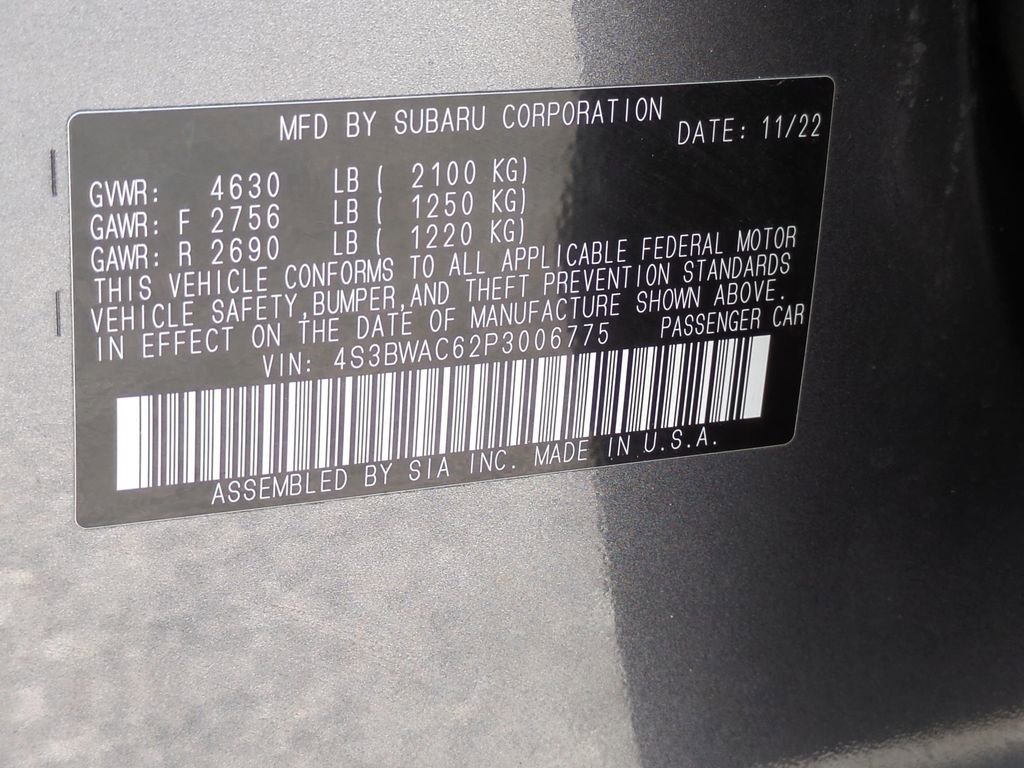 MFD BY SUBARU CORPORATION DATE: 11/22
GVWR: 4630 LB ( 2100 KG)
GAWR: F 2756 LB ( 1250 KG)
GAWR: R 2690 LB ( 1220 KG)
THIS VEHICLE CONFORMS TO ALL APPLICABLE FEDERAL MOTOR
VEHICLE SAFETY,BUMPER,AND THEFT PREVENTION STANDARDS
IN EFFECT ON THE DATE OF MANUFACTURE SHOWN ABOVE.
VIN: 4S3BWAC62P3006775 PASSENGER CAR
ASSEMBLED BY SIA INC. MADE IN U.S.A.